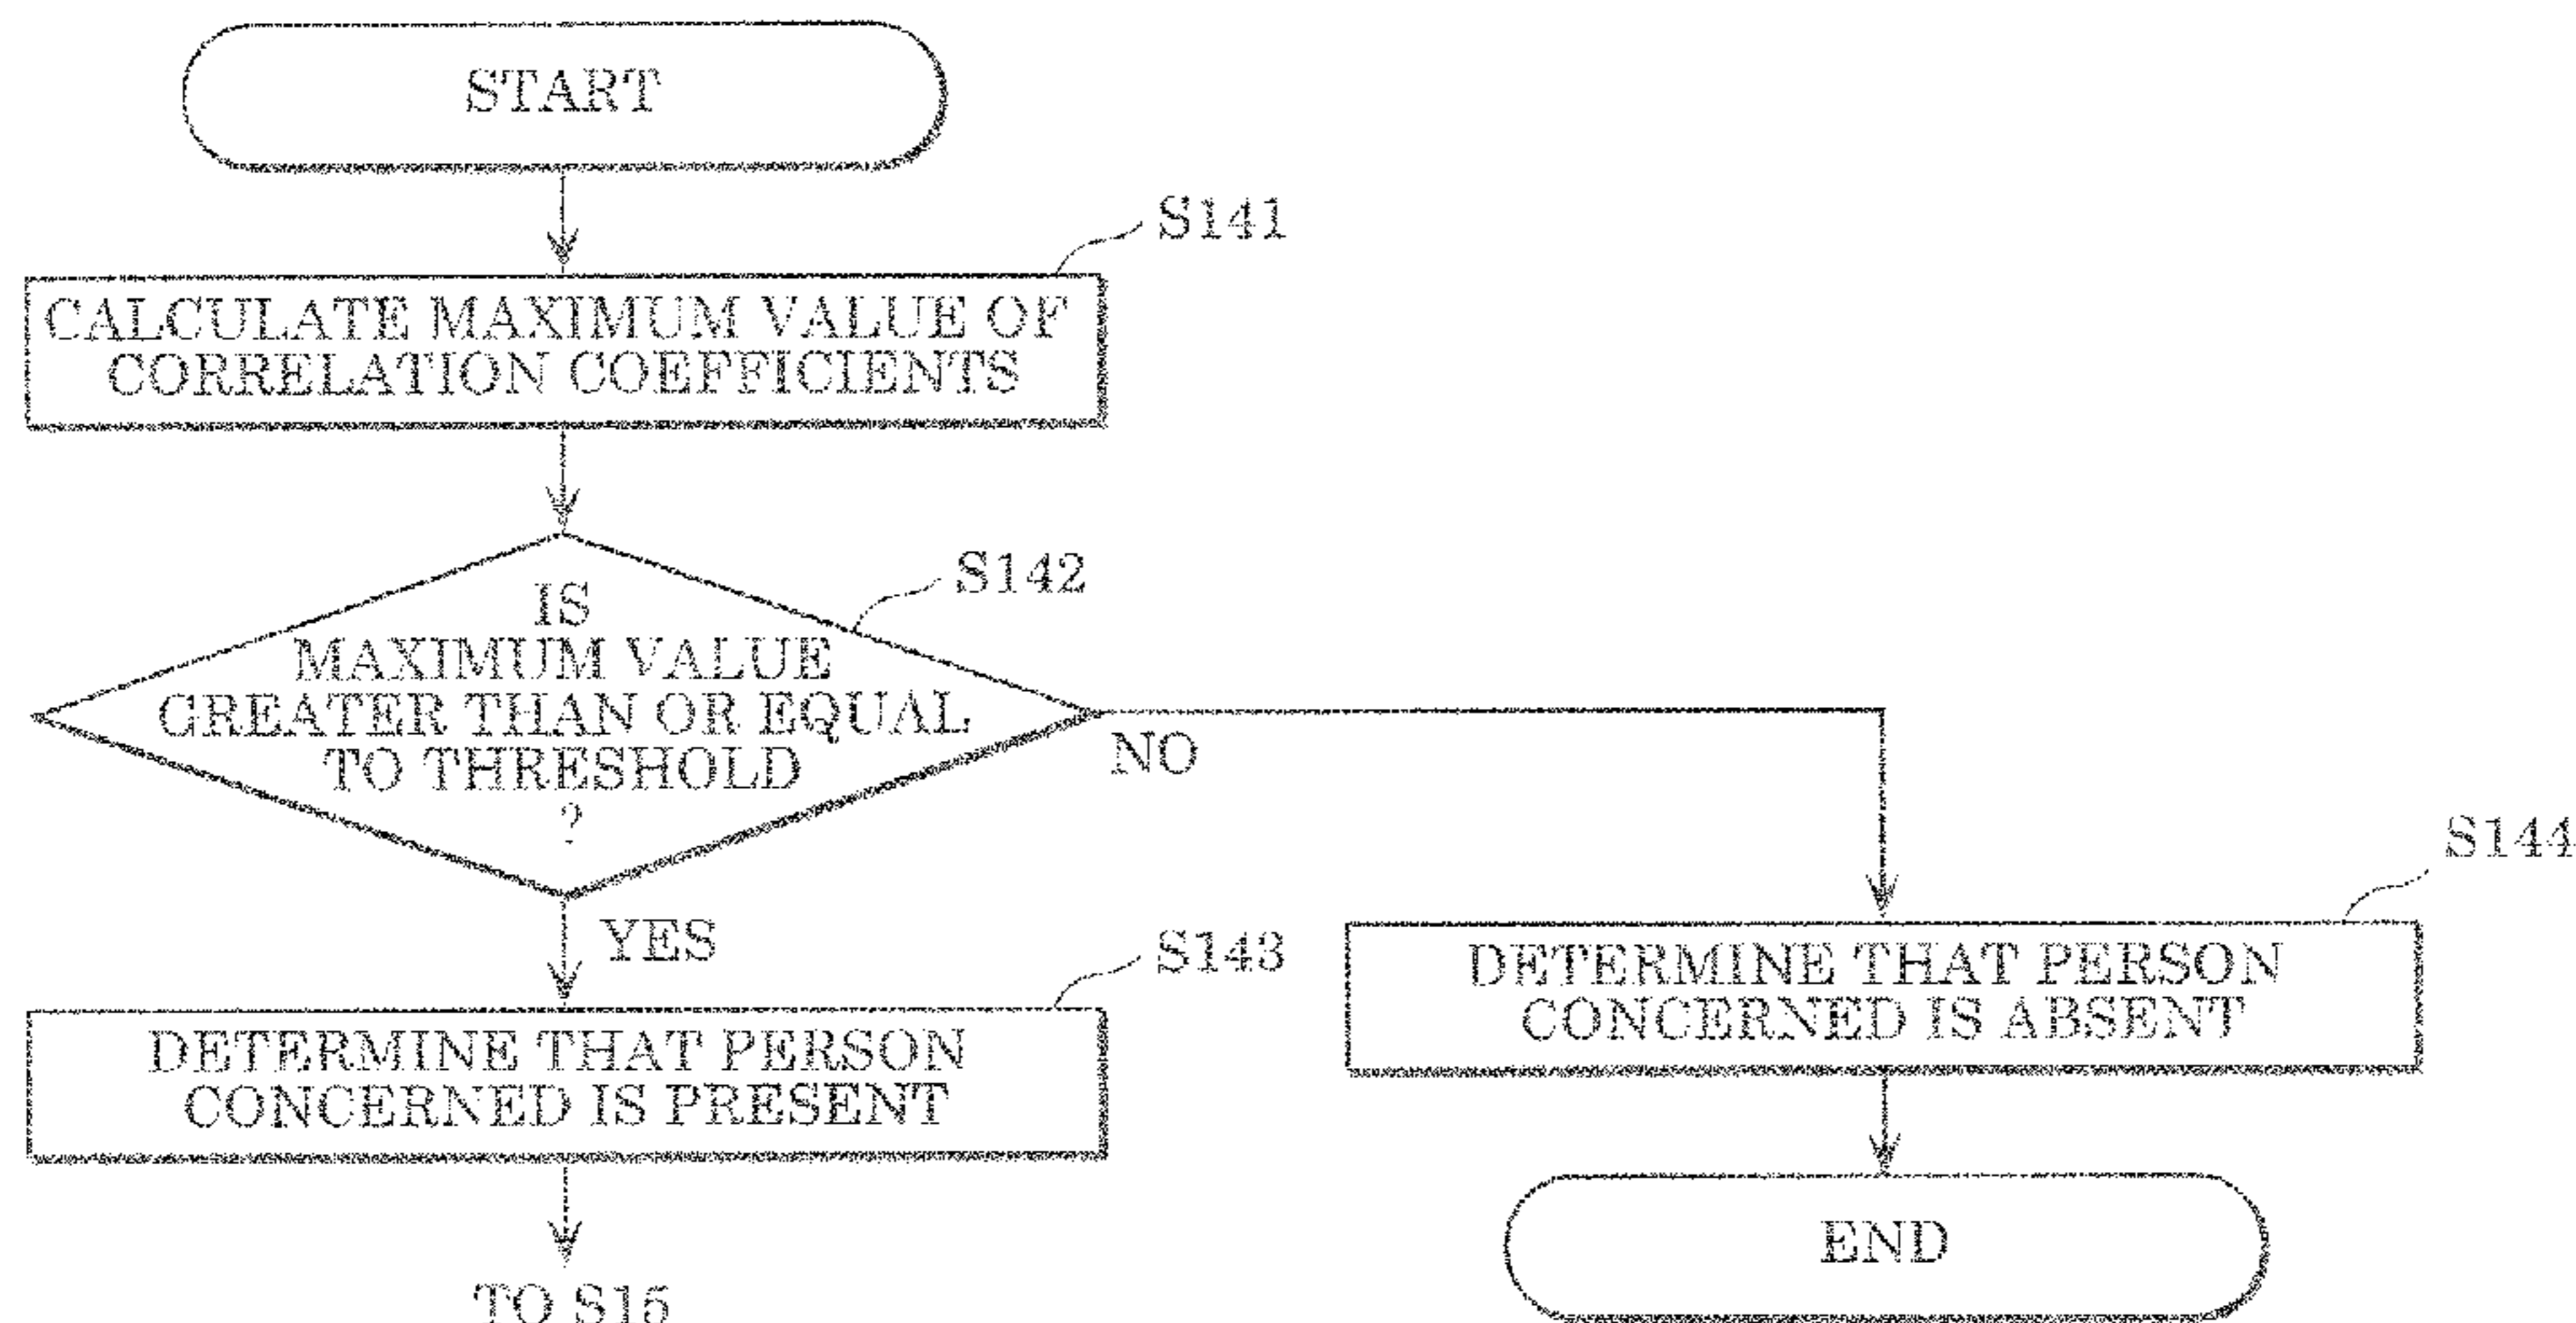 START
S141
CALCULATE MAXIMUM VALUE OF
CORRELATION COEFFICIENTS
S142
IS
MAXIMUM VALUE
GREATER THAN OR EQUAL
TO THRESHOLD
?
NO
YES
S143
DETERMINE THAT PERSON
CONCERNED IS PRESENT
TO S15
S144
DETERMINE THAT PERSON
CONCERNED IS ABSENT
END